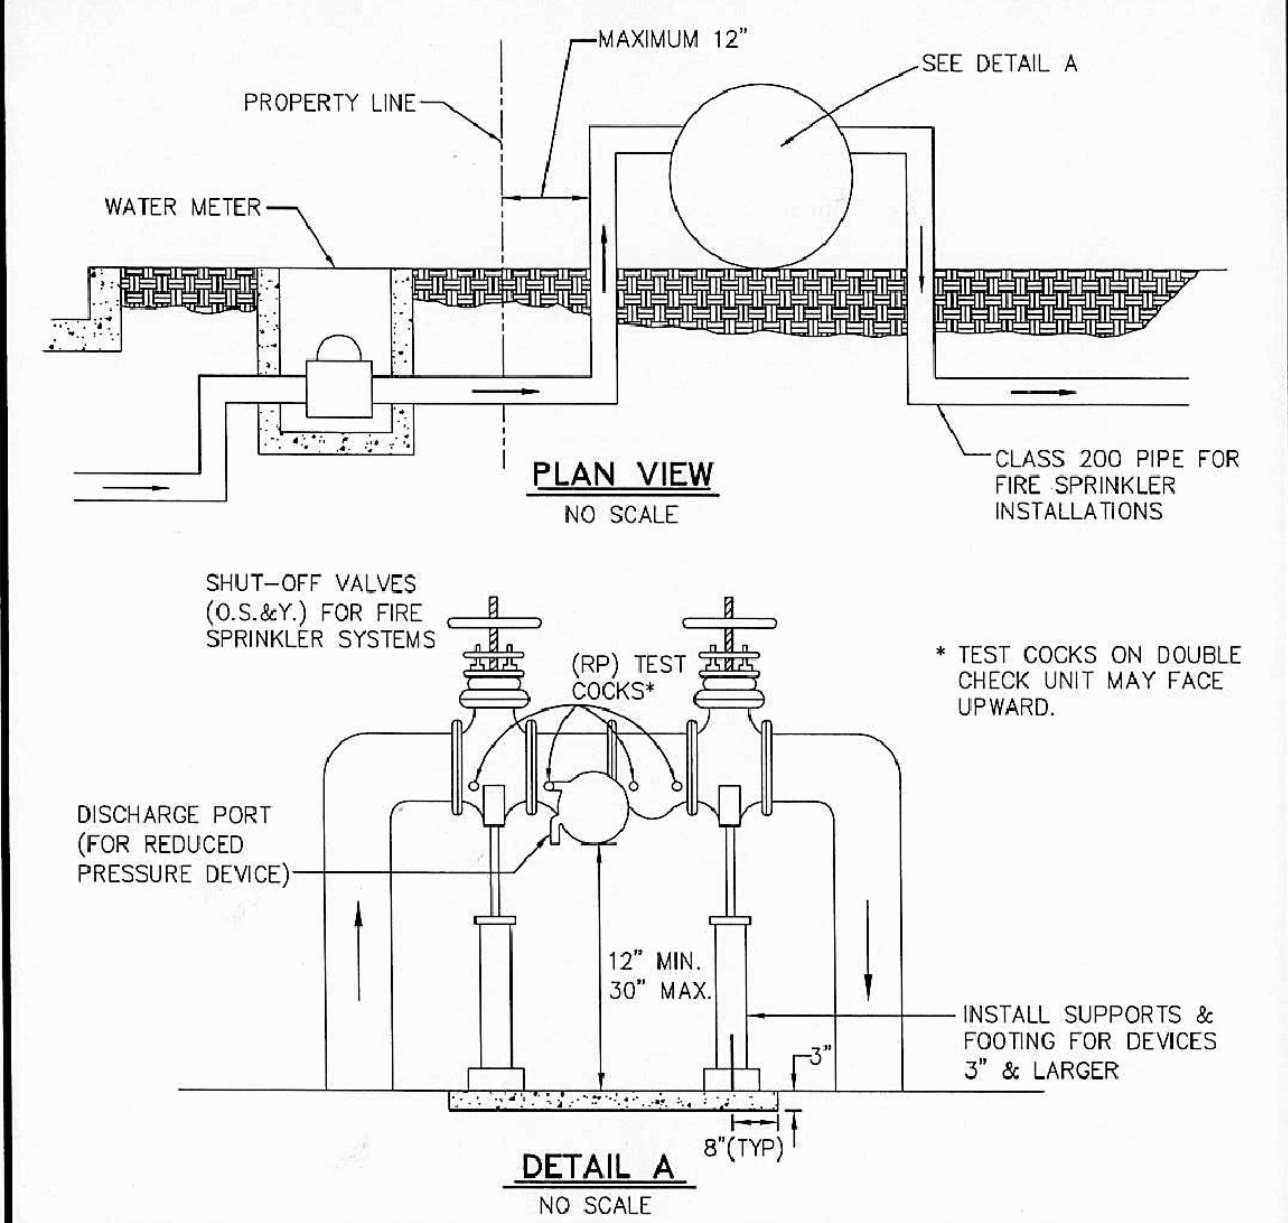 MAXIMUM 12"
SEE DETAIL A
PROPERTY LINE
WATER METER
CLASS 200 PIPE FOR
FIRE SPRINKLER
INSTALLATIONS
PLAN VIEW
NO SCALE
SHUT-OFF VALVES
(O.S.&Y.) FOR FIRE
SPRINKLER SYSTEMS
(RP) TEST
COCKS*
* TEST COCKS ON DOUBLE
CHECK UNIT MAY FACE
UPWARD.
DISCHARGE PORT
(FOR REDUCED
PRESSURE DEVICE)
12" MIN.
30" MAX.
INSTALL SUPPORTS &
FOOTING FOR DEVICES
3" & LARGER
3"
8"(TYP)
DETAIL A
NO SCALE